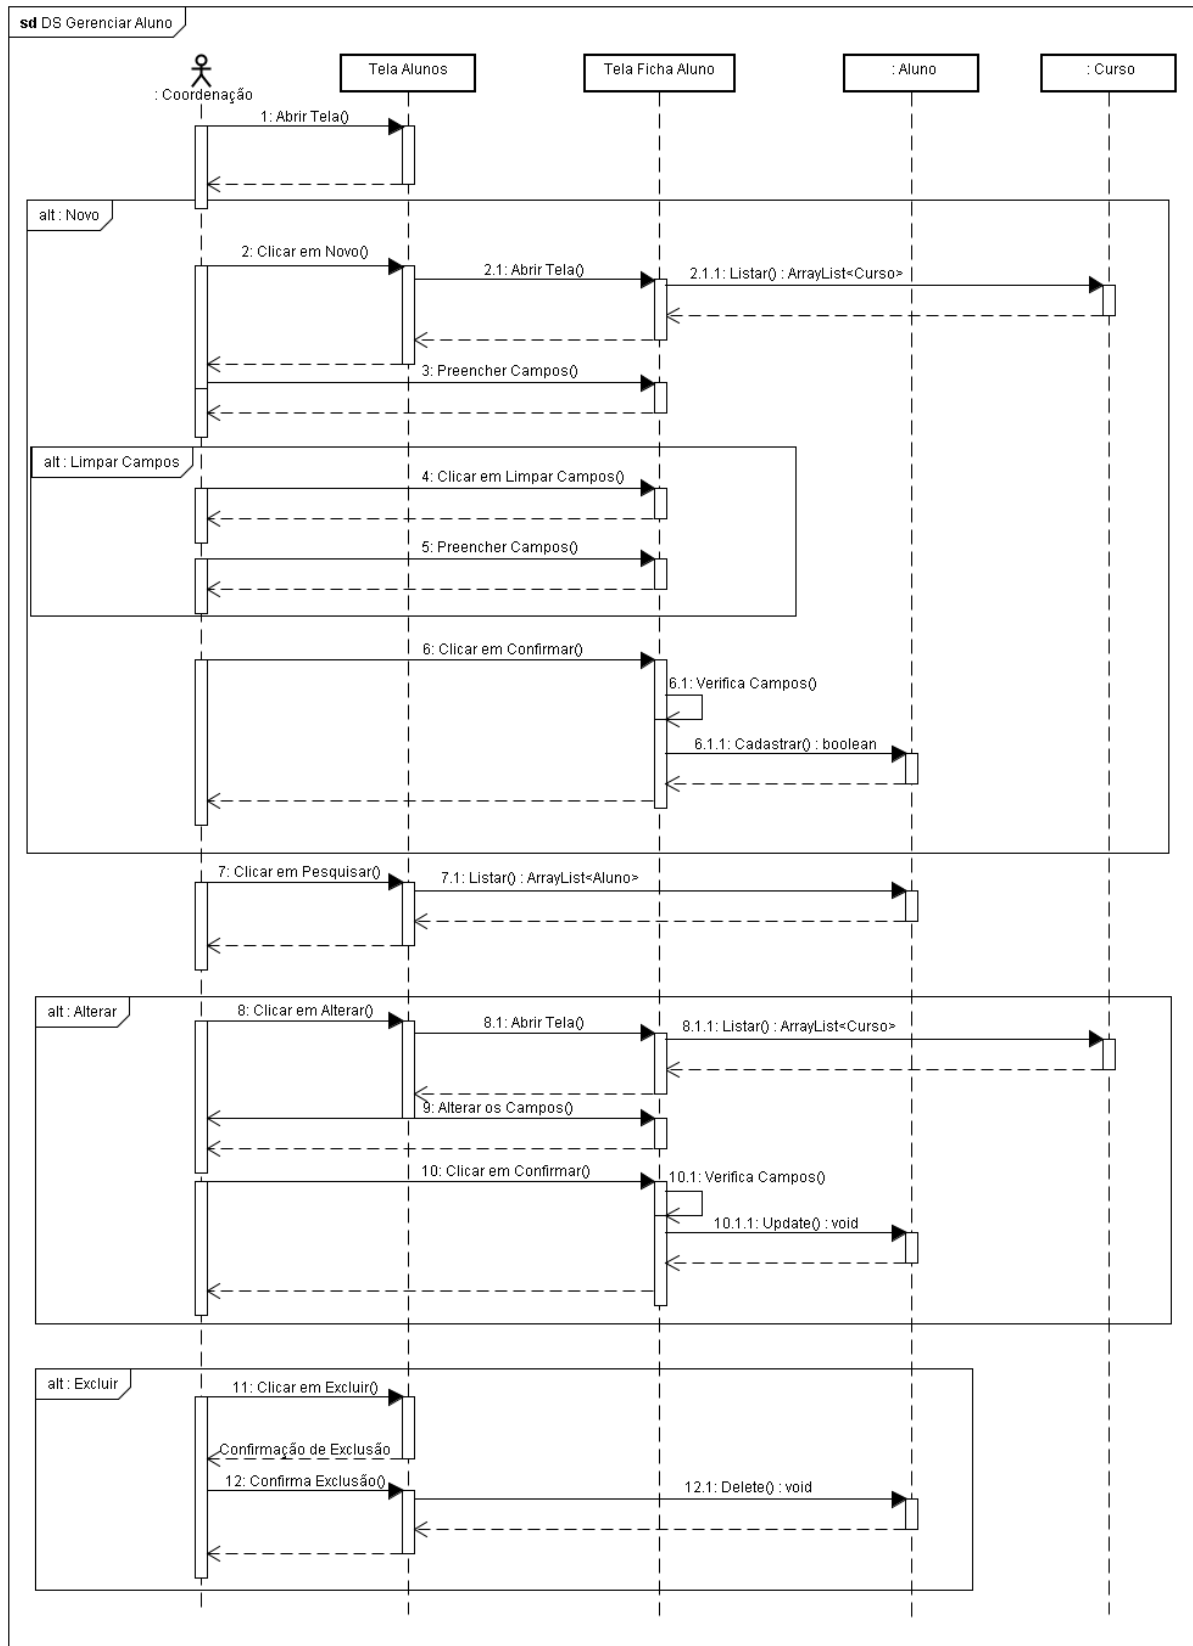 sd DS Gerenciar Aluno
: Coordenação
Tela Alunos
Tela Ficha Aluno
: Aluno
: Curso
1: Abrir Tela()
alt : Novo
2: Clicar em Novo()
2.1: Abrir Tela()
2.1.1: Listar() : ArrayList<Curso>
3: Preencher Campos()
alt : Limpar Campos
4: Clicar em Limpar Campos()
5: Preencher Campos()
6: Clicar em Confirmar()
6.1: Verifica Campos()
6.1.1: Cadastrar() : boolean
7: Clicar em Pesquisar()
7.1: Listar() : ArrayList<Aluno>
alt : Alterar
8: Clicar em Alterar()
8.1: Abrir Tela()
8.1.1: Listar() : ArrayList<Curso>
9: Alterar os Campos()
10: Clicar em Confirmar()
10.1: Verifica Campos()
10.1.1: Update() : void
alt : Excluir
11: Clicar em Excluir()
Confirmação de Exclusão
12: Confirma Exclusão()
12.1: Delete() : void